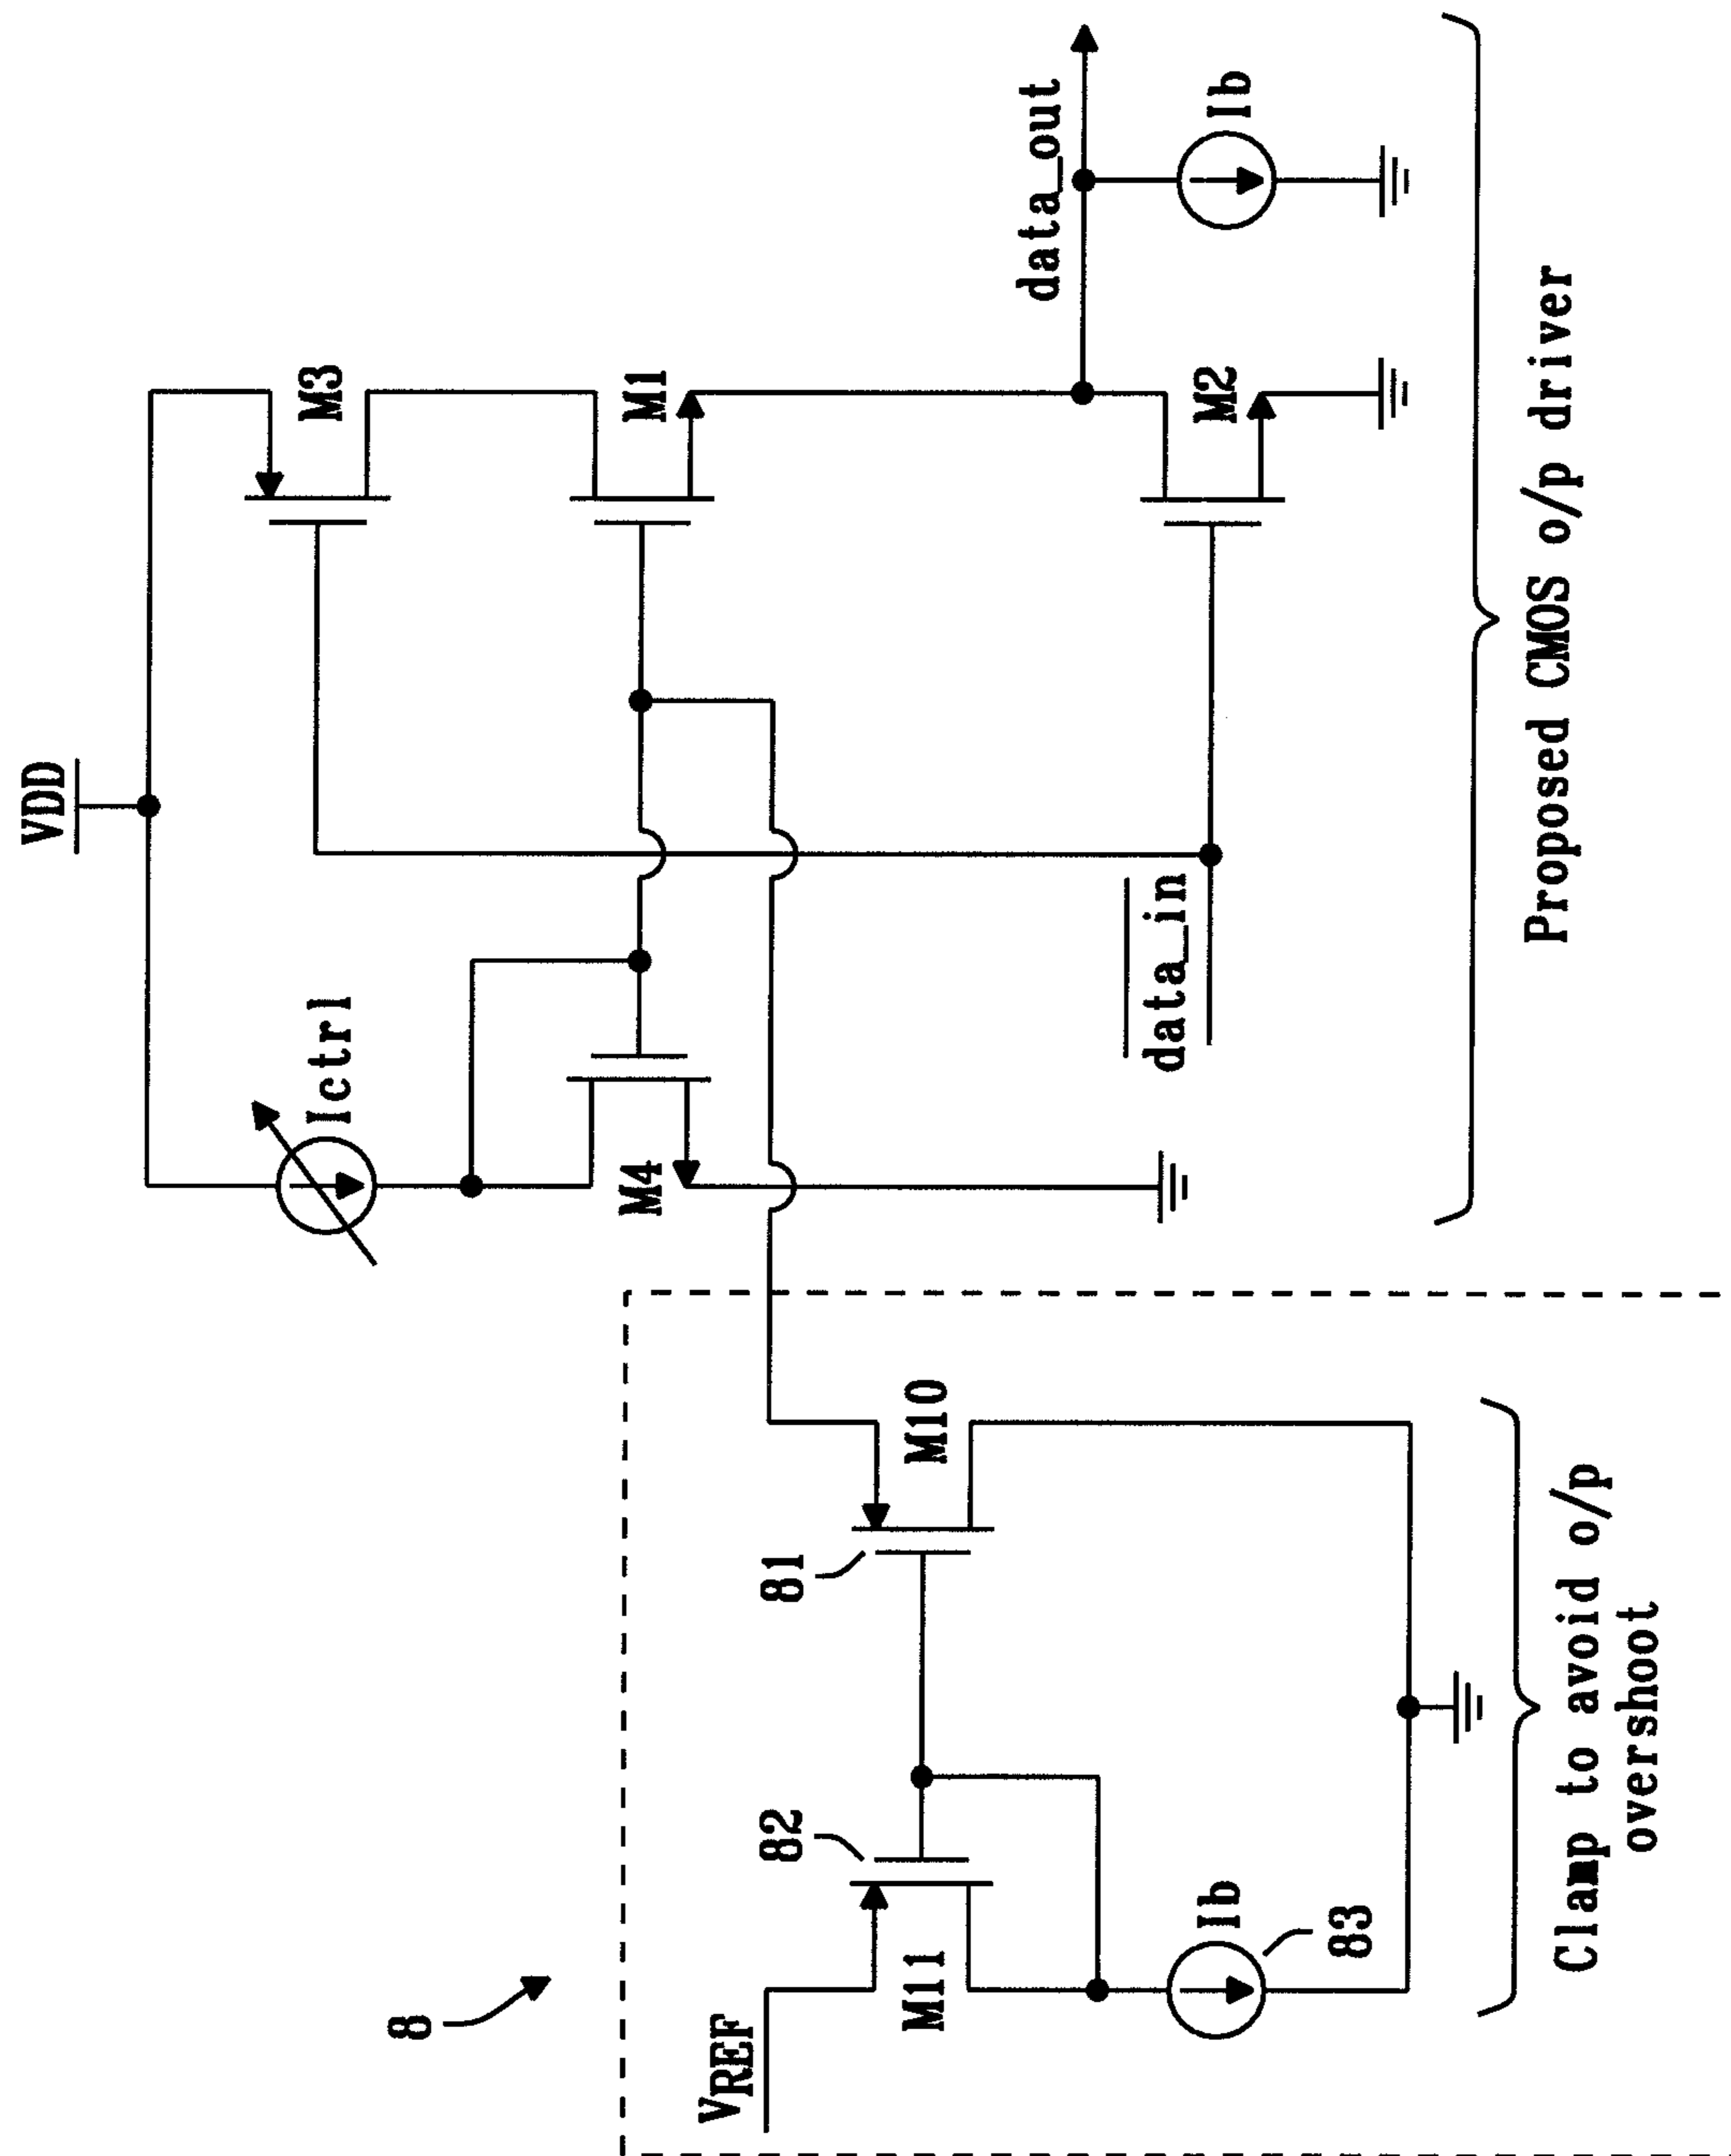 VDD
Ictrl
M3
M4
M1
data_out
Ib
data_in
M2
Proposed CMOS o/p driver
8
VREF
82
81
M11
M10
Ib
83
Clamp to avoid o/p
overshoot